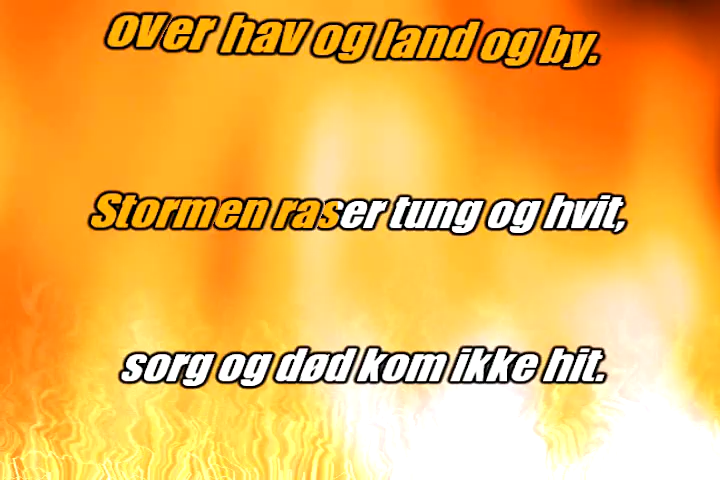 over hav og land og by.
Stormen raser tung og hvit,
sorg og død kom ikke hit.